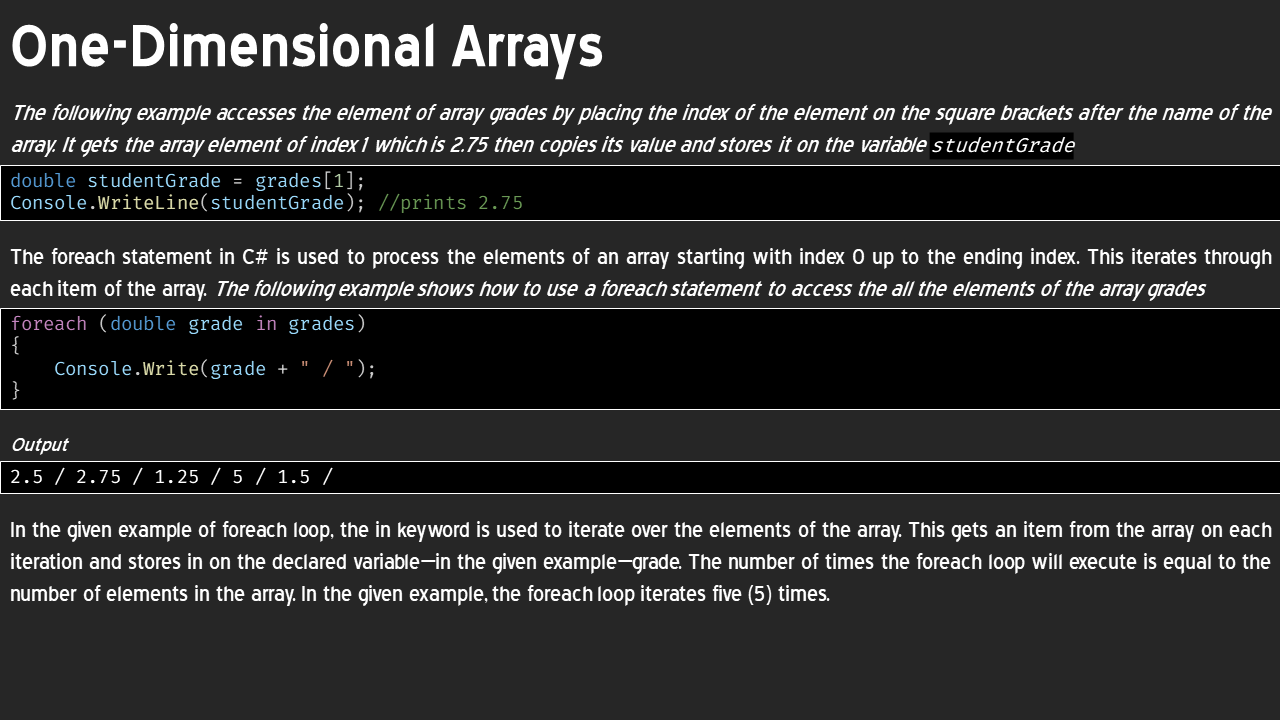 One-Dimensional Arrays
The following example accesses the element of array grades by placing the index of the element on the square brackets after the name of the
array. It gets the array element of index 1 which is 2.75 then copies its value and stores it on the variable studentGrade
double studentGrade = grades[1];
Console.WriteLine(studentGrade); //prints 2.75
The foreach statement in C# is used to process the elements of an array starting with index 0 up to the ending index. This iterates through
each item of the array. The following example shows how to use a foreach statement to access the all the elements of the array grades
foreach (double grade in grades)
{
    Console.Write(grade + " / ");
}
Output
2.5 / 2.75 / 1.25 / 5 / 1.5 /
In the given example of foreach loop, the in keyword is used to iterate over the elements of the array. This gets an item from the array on each
iteration and stores in on the declared variable—in the given example—grade. The number of times the foreach loop will execute is equal to the
number of elements in the array. In the given example, the foreach loop iterates five (5) times.